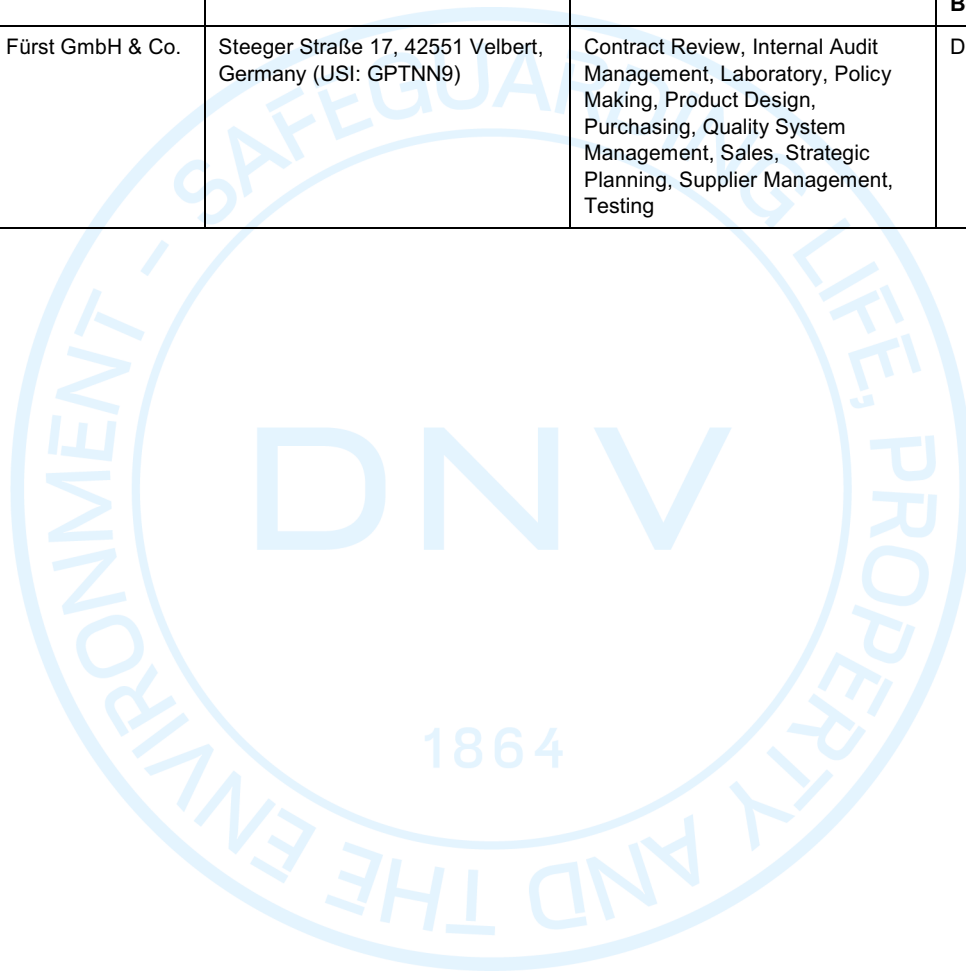 B
Fürst GmbH & Co.
Steeger Straße 17, 42551 Velbert,
Germany (USI: GPTNN9)
Contract Review, Internal Audit
Management, Laboratory, Policy
Making, Product Design,
Purchasing, Quality System
Management, Sales, Strategic
Planning, Supplier Management,
Testing
D
SAFEGUARDING LIFE, PROPERTY AND THE ENVIRONMENT -
DNV
1864